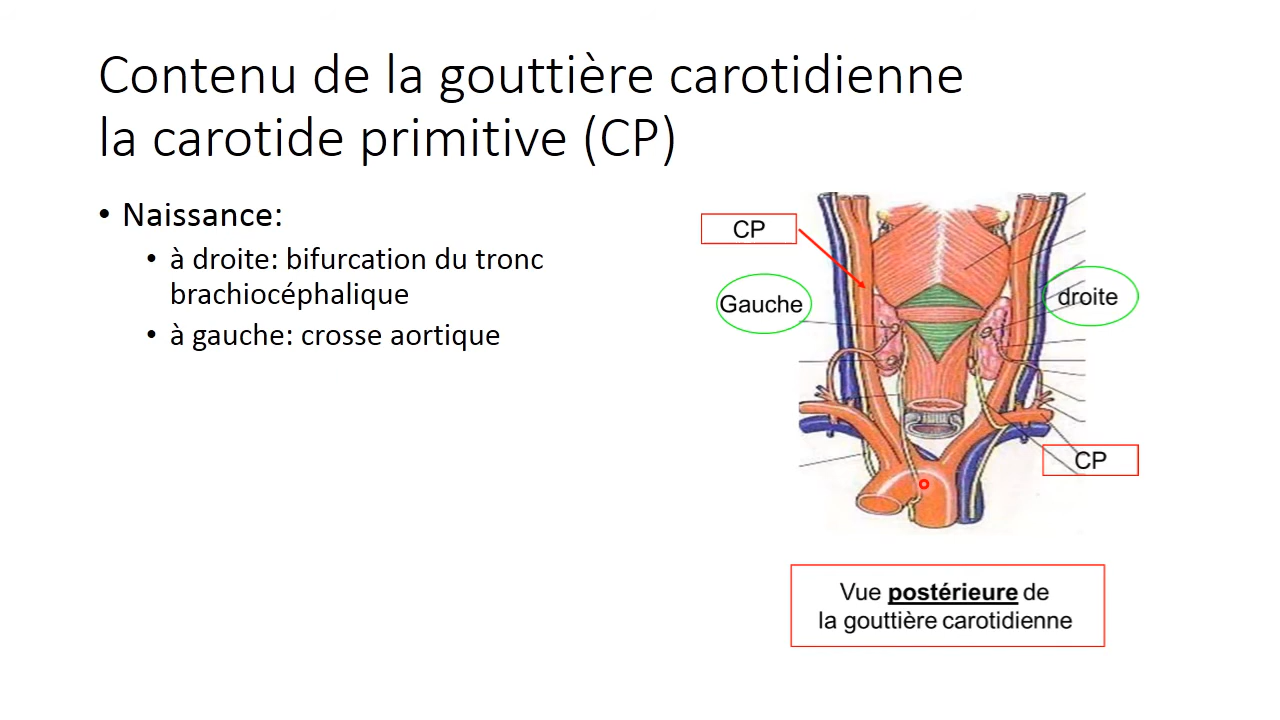 Contenu de la gouttière carotidienne
la carotide primitive (CP)
• Naissance:
• à droite: bifurcation du tronc
brachiocéphalique
• à gauche: crosse aortique
CP
Gauche
droite
CP
Vue postérieure de
la gouttière carotidienne